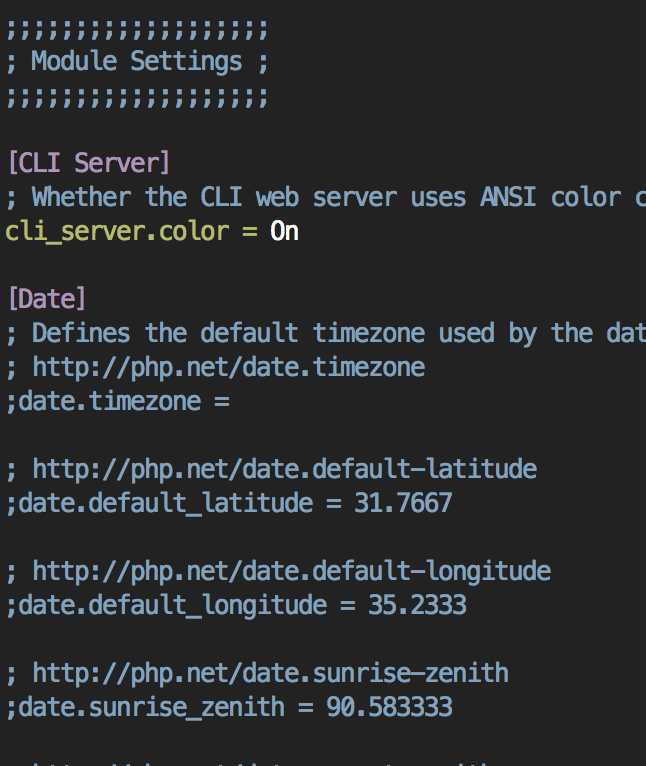 ;;;;;;;;;;;;;;;;;;;
; Module Settings ;
;;;;;;;;;;;;;;;;;;;
[CLI Server]
; Whether the CLI web server uses ANSI color
cli_server.color = On
[Date]
; Defines the default timezone used by the
; http://php.net/date.timezone
;date.timezone =
; http://php.net/date.default-latitude
;date.default_latitude = 31.7667
; http://php.net/date.default-longitude
;date.default_longitude = 35.2333
; http://php.net/date.sunrise-zenith
;date.sunrise_zenith = 90.583333